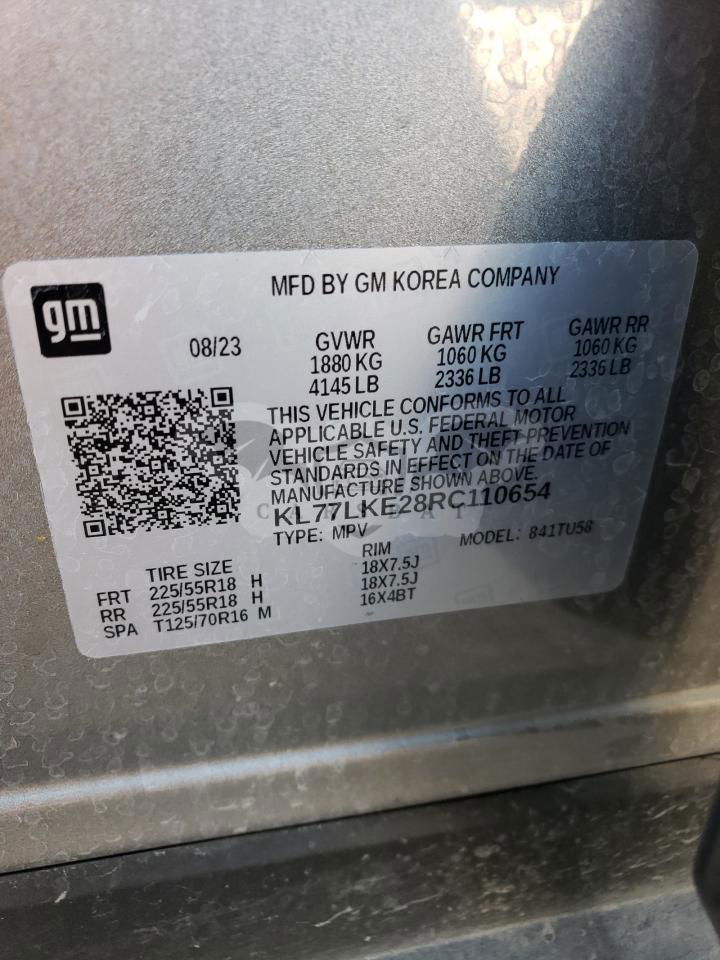 gm
MFD BY GM KOREA COMPANY
08/23
GVWR
1880 KG
4145 LB
GAWR FRT
1060 KG
2336 LB
GAWR RR
1060 KG
2336 LB
THIS VEHICLE CONFORMS TO ALL
APPLICABLE U.S. FEDERAL MOTOR
VEHICLE SAFETY AND THEFT PREVENTION
STANDARDS IN EFFECT ON THE DATE OF
MANUFACTURE SHOWN ABOVE.
KL77LKE28RC110654
TYPE: MPV
MODEL: 841TU58
TIRE SIZE
RIM
FRT 225/55R18 H 18X7.5J
RR 225/55R18 H 18X7.5J
SPA T125/70R16 M 16X4BT